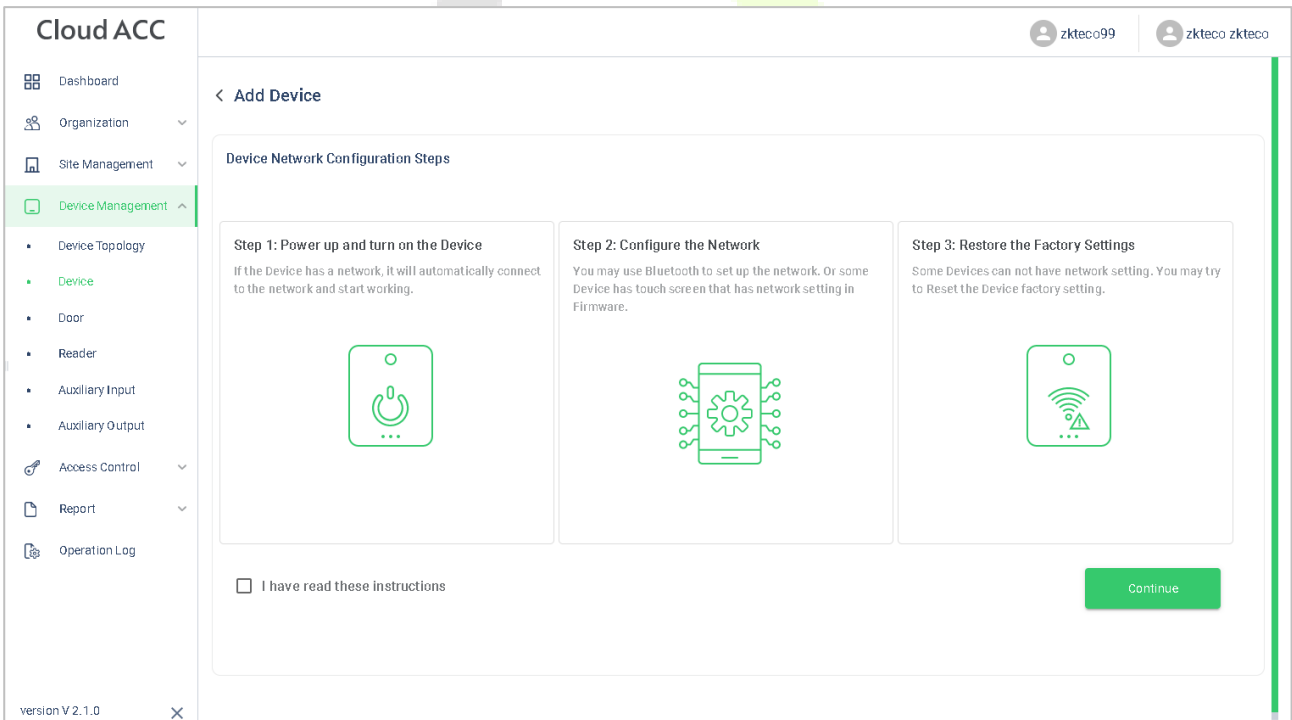 Cloud ACC
zkteco99
zkteco zkteco
Dashboard
Organization
Site Management
Device Management
Device Topology
Device
Door
Reader
Auxiliary Input
Auxiliary Output
Access Control
Report
Operation Log
version V 2.1.0
Add Device
Device Network Configuration Steps
Step 1: Power up and turn on the Device
If the Device has a network, it will automatically connect
to the network and start working.
Step 2: Configure the Network
You may use Bluetooth to set up the network. Or some
Device has touch screen that has network setting in
Firmware.
Step 3: Restore the Factory Settings
Some Devices can not have network setting. You may try
to Reset the Device factory setting.
I have read these instructions
Continue